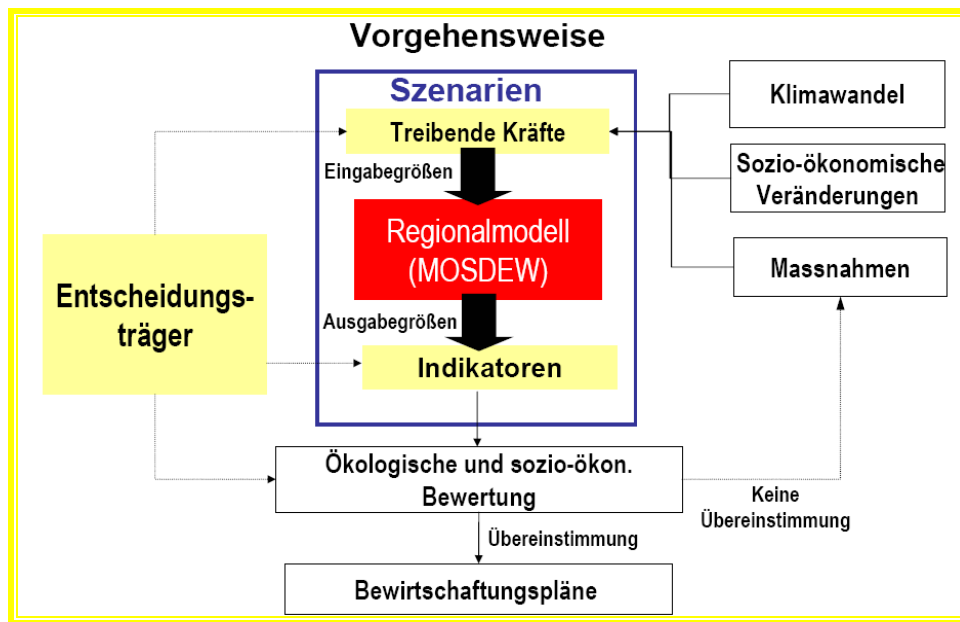 Vorgehensweise
Szenarien
Treibende Kräfte
Eingabegrößen
Regionalmodell
(MOSDEW)
Ausgabegrößen
Indikatoren
Entscheidungs-
träger
Klimawandel
Sozio-ökonomische
Veränderungen
Massnahmen
Ökologische und sozio-ökon.
Bewertung
Keine
Übereinstimmung
Übereinstimmung
Bewirtschaftungspläne